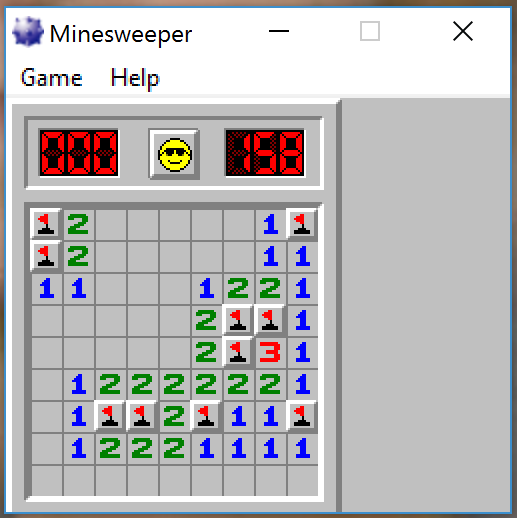 Minesweeper
Game Help
000
2 1
2 1 1
1 1 1 2 2 1
2 1
2 3 1
1 2 2 2 2 2 2 1
1 2 1 1
1 2 2 2 1 1 1 1